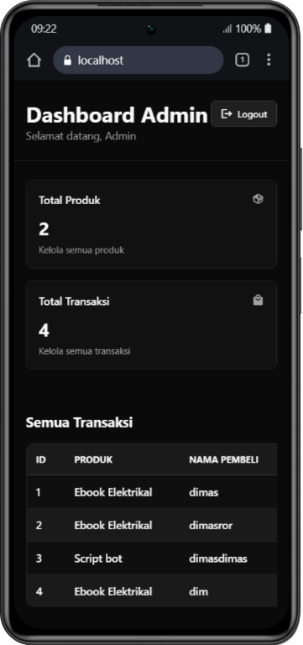 09:22 100%
localhost 1
Dashboard Admin Logout
Selamat datang, Admin
Total Produk
2
Kelola semua produk
Total Transaksi
4
Kelola semua transaksi
Semua Transaksi
ID PRODUK NAMA PEMBELI
1 Ebook Elektrikal dimas
2 Ebook Elektrikal dimasror
3 Script bot dimasdimas
4 Ebook Elektrikal dim